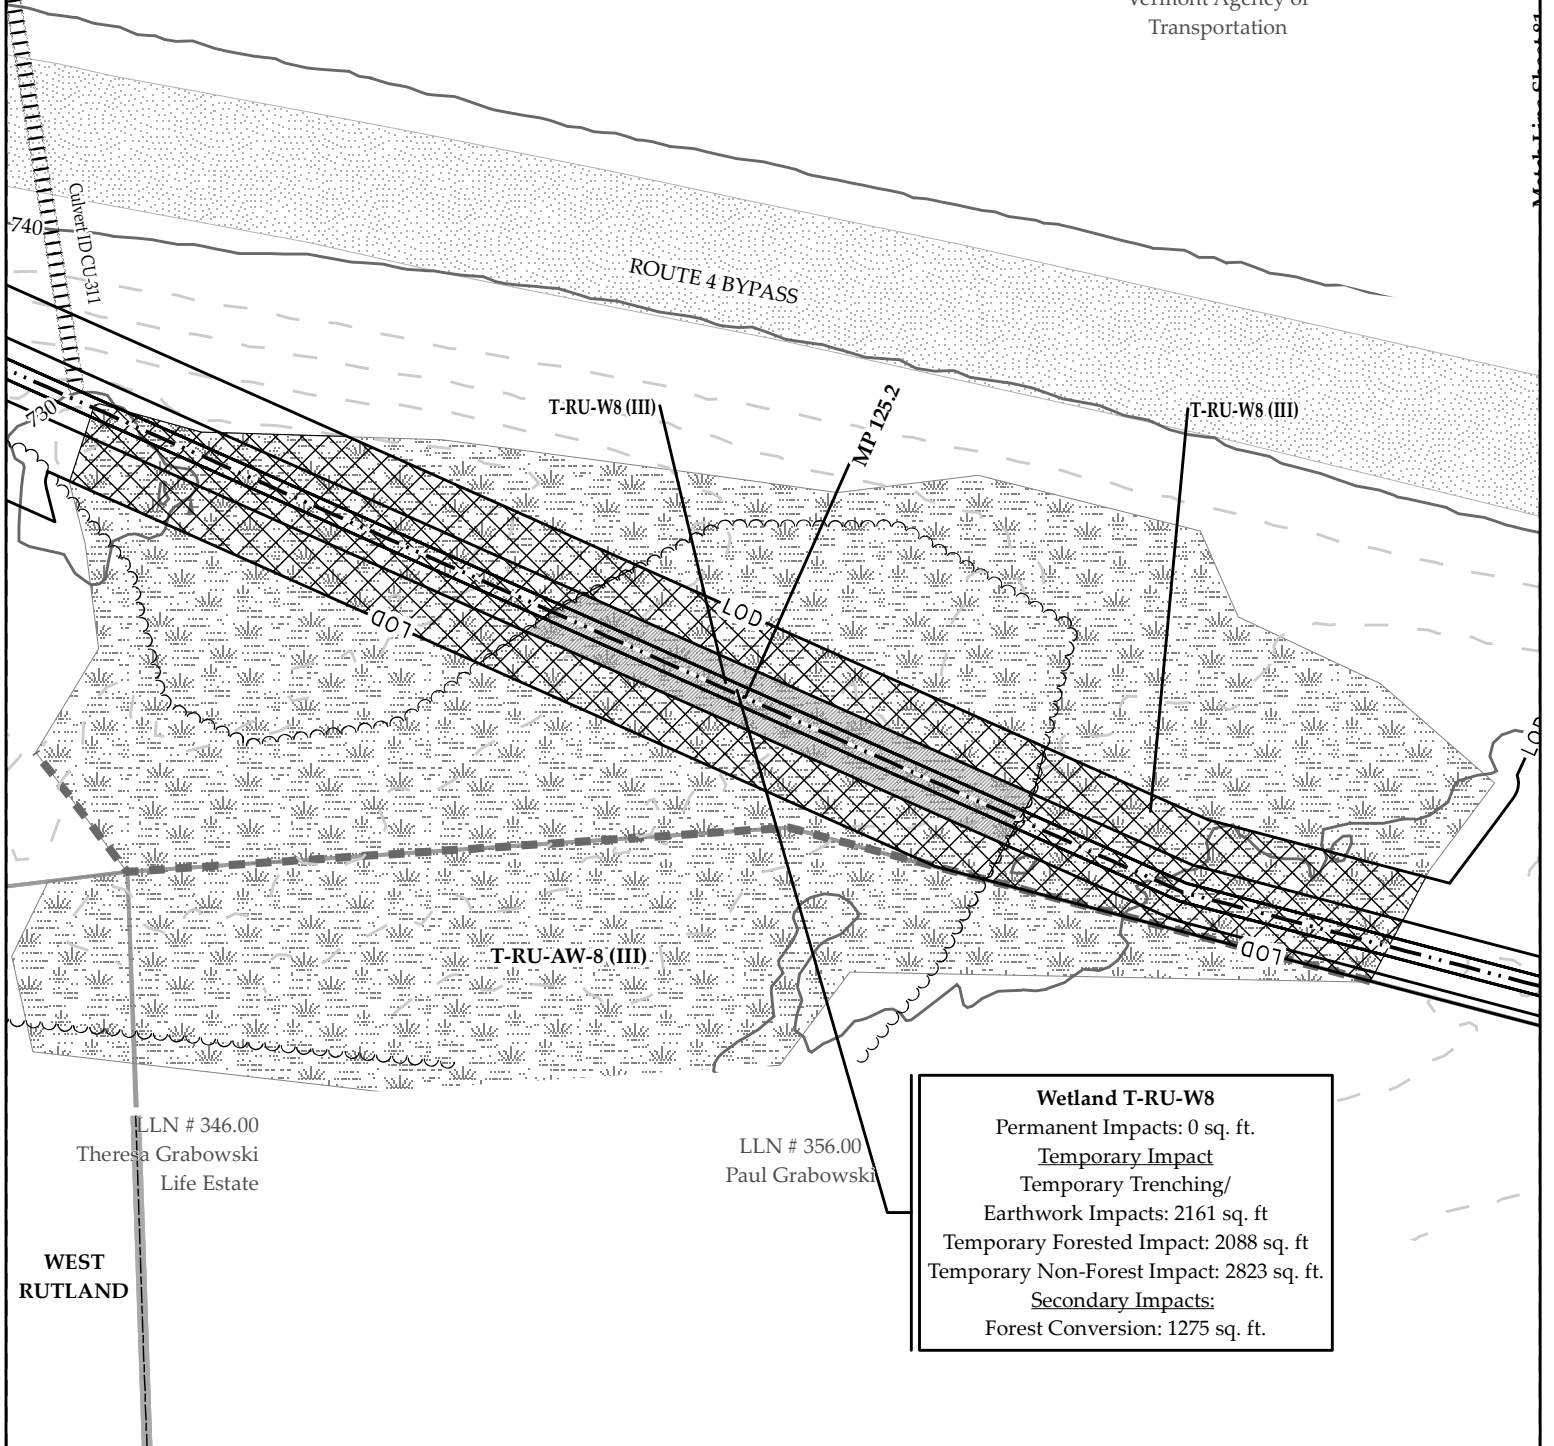 Vermont Agency of
Transportation
Culvert ID CU-311
740
ROUTE 4 BYPASS
730
T-RU-W8 (III)
MP 125.2
T-RU-W8 (III)
LOD
LOD
LOD
LOD
T-RU-AW-8 (III)
Wetland T-RU-W8
Permanent Impacts: 0 sq. ft.
Temporary Impact
Temporary Trenching/
Earthwork Impacts: 2161 sq. ft
Temporary Forested Impact: 2088 sq. ft
Temporary Non-Forest Impact: 2823 sq. ft.
Secondary Impacts:
Forest Conversion: 1275 sq. ft.
LLN # 346.00
Theresa Grabowski
Life Estate
LLN # 356.00
Paul Grabowski
WEST
RUTLAND